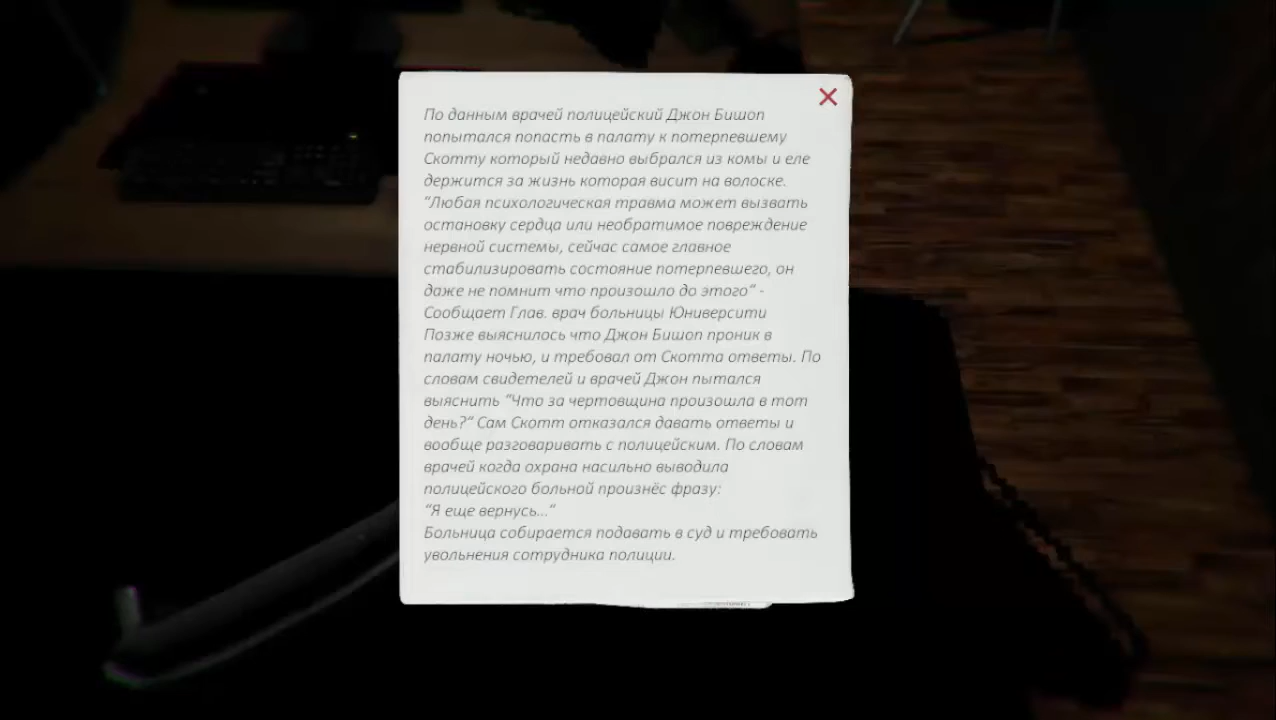 По данным врачей полицейский Джон Бишоп
попытался попасть в палату к потерпевшему
Скотту который недавно выбрался из комы и еле
держится за жизнь которая висит на волоске.
"Любая психологическая травма может вызвать
остановку сердца или необратимое повреждение
нервной системы, сейчас самое главное
стабилизировать состояние потерпевшего, он
даже не помнит что произошло до этого" -
Сообщает Глав. врач больницы Юниверсити
Позже выяснилось что Джон Бишоп проник в
палату ночью, и требовал от Скотта ответы. По
словам свидетелей и врачей Джон пытался
выяснить "Что за чертовщина произошла в тот
день?" Сам Скотт отказался давать ответы и
вообще разговаривать с полицейским. По словам
врачей когда охрана насильно выводила
полицейского больной произнёс фразу:
"Я еще вернусь..."
Больница собирается подавать в суд и требовать
увольнения сотрудника полиции.